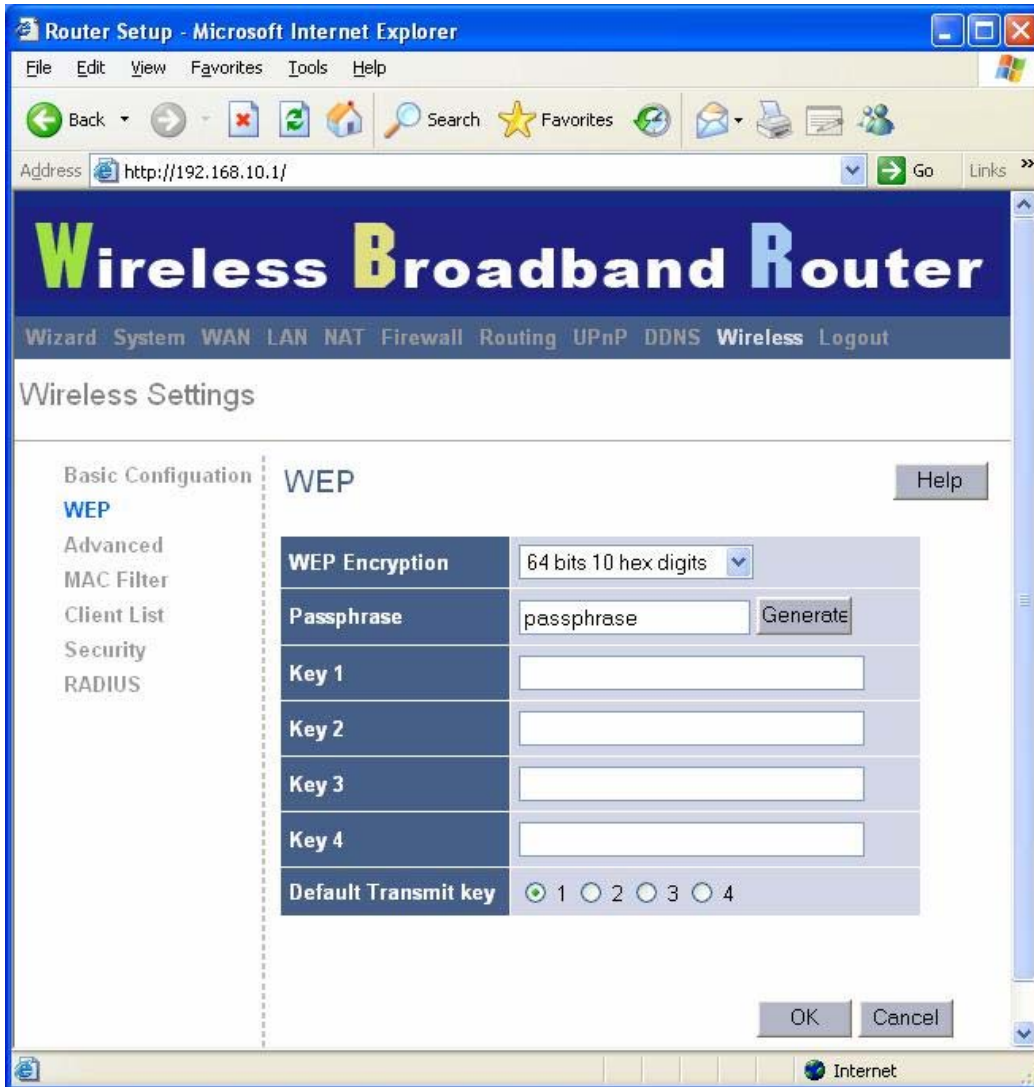 Router Setup - Microsoft Internet Explorer
File Edit View Favorites Tools Help
Back Search Favorites
Address http://192.168.10.1/ Go Links »
Wireless Broadband Router
Wizard System WAN LAN NAT Firewall Routing UPnP DDNS Wireless Logout
Wireless Settings
Basic Configuation
WEP
Advanced
MAC Filter
Client List
Security
RADIUS
WEP
Help
WEP Encryption 64 bits 10 hex digits
Passphrase passphrase Generate
Key 1
Key 2
Key 3
Key 4
Default Transmit key 1 2 3 4
OK Cancel
Internet